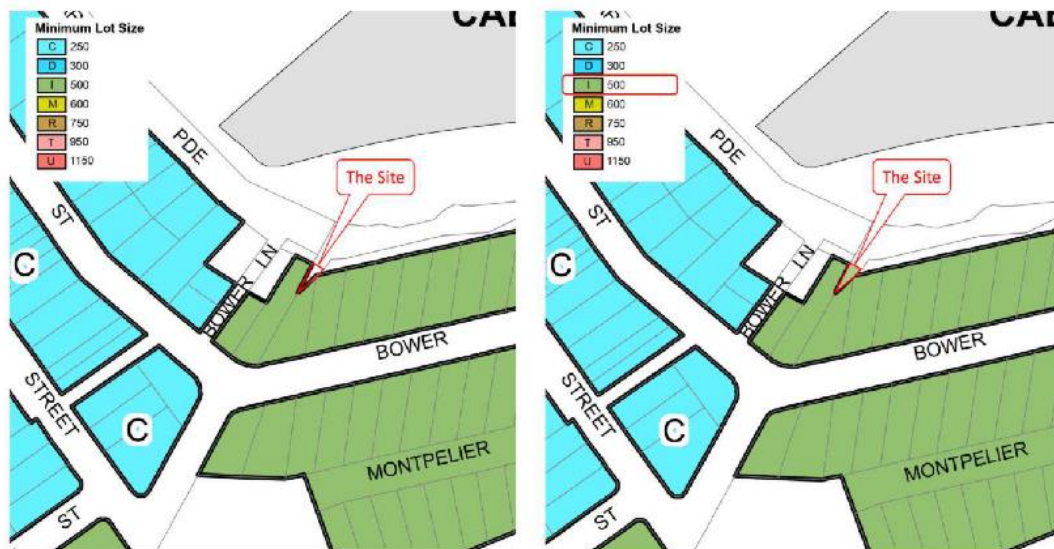 CAB
Minimum Lot Size
C 250
D 300
I 500
M 600
R 750
T 950
U 1150
PDE
The Site
ST
C
BOWER LN
BOWER
STREET
C
MONTPELIER
ST
Minimum Lot Size
C 250
D 300
I 500
M 600
R 750
T 950
U 1150
PDE
The Site
ST
C
BOWER LN
BOWER
STREET
C
MONTPELIER
ST